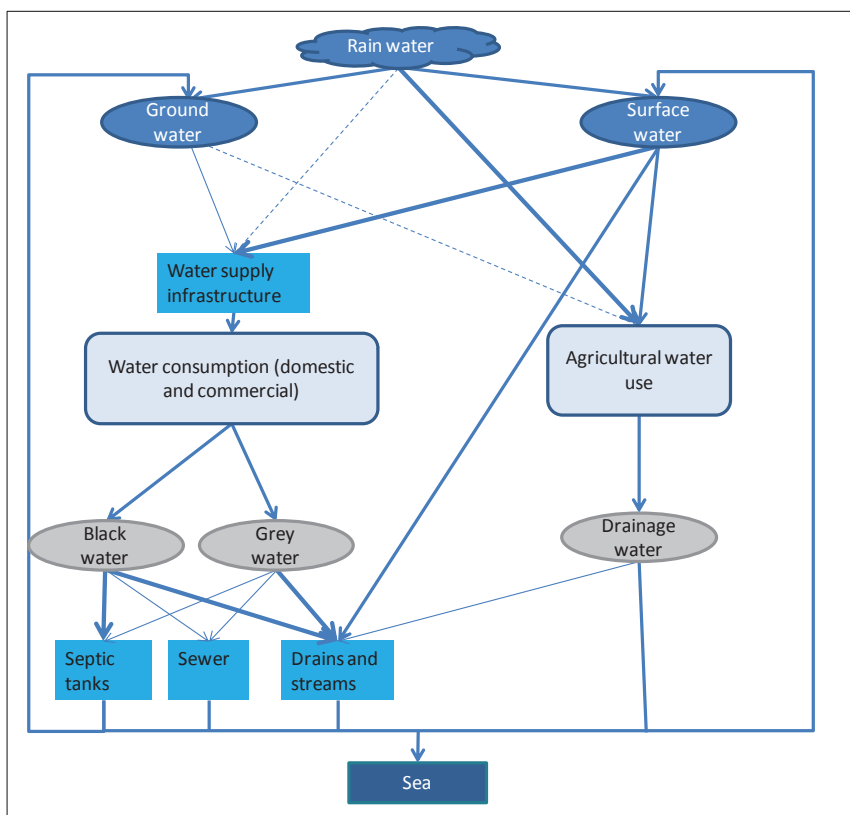 Rain water
Ground
water
Surface
water
Water supply
infrastructure
Water consumption (domestic
and commercial)
Agricultural water
use
Black
water
Grey
water
Drainage
water
Septic
tanks
Sewer
Drains and
streams
Sea